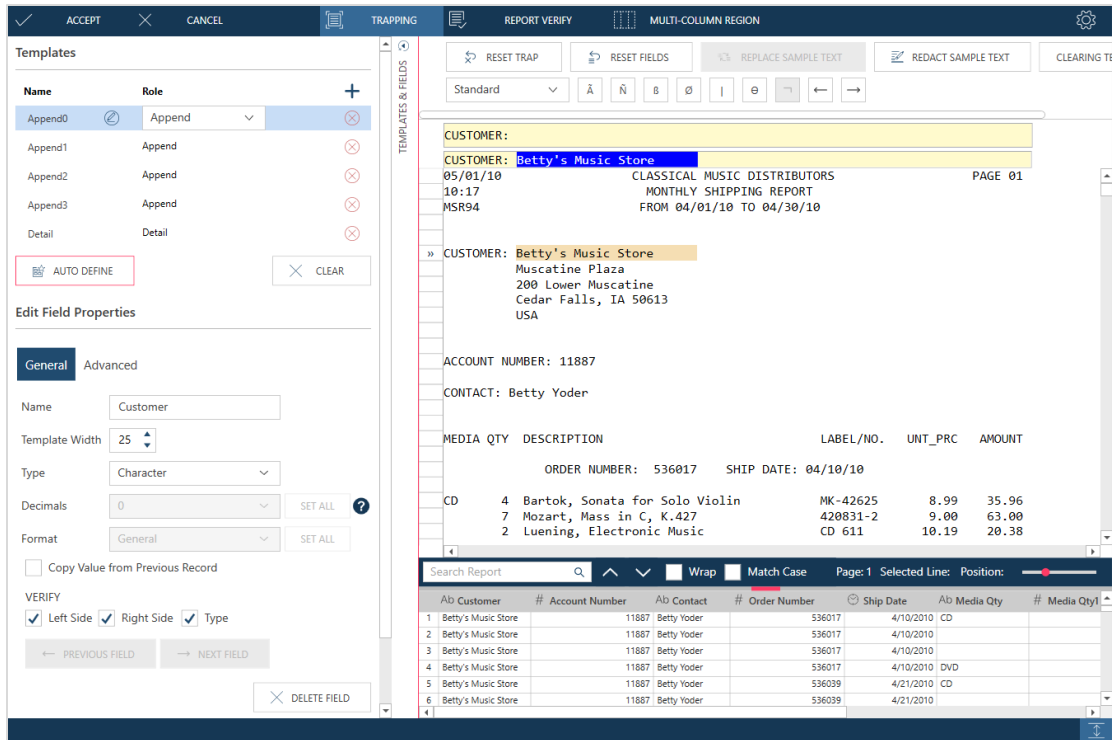 ACCEPT CANCEL TRAPPING REPORT VERIFY MULTI-COLUMN REGION
Templates
Name Role
Append0 Append
Append1 Append
Append2 Append
Append3 Append
Detail Detail
AUTO DEFINE CLEAR
Edit Field Properties
General Advanced
Name Customer
Template Width 25
Type Character
Decimals 0 SET ALL ?
Format General SET ALL
Copy Value from Previous Record
VERIFY
Left Side Right Side Type
← PREVIOUS FIELD → NEXT FIELD
DELETE FIELD
TEMPLATES & FIELDS
RESET TRAP RESET FIELDS REPLACE SAMPLE TEXT REDACT SAMPLE TEXT CLEARING TE
Standard Ã Ñ ß Ø | Ɵ ¬ ← →
CUSTOMER:
CUSTOMER: Betty's Music Store
05/01/10 CLASSICAL MUSIC DISTRIBUTORS PAGE 01
10:17 MONTHLY SHIPPING REPORT
MSR94 FROM 04/01/10 TO 04/30/10
» CUSTOMER: Betty's Music Store
Muscatine Plaza
200 Lower Muscatine
Cedar Falls, IA 50613
USA
ACCOUNT NUMBER: 11887
CONTACT: Betty Yoder
MEDIA QTY DESCRIPTION LABEL/NO. UNT_PRC AMOUNT
ORDER NUMBER: 536017 SHIP DATE: 04/10/10
CD 4 Bartok, Sonata for Solo Violin MK-42625 8.99 35.96
7 Mozart, Mass in C, K.427 420831-2 9.00 63.00
2 Luening, Electronic Music CD 611 10.19 20.38
Search Report Wrap Match Case Page: 1 Selected Line: Position:
Ab Customer # Account Number Ab Contact # Order Number Ship Date Ab Media Qty # Media Qty1
1 Betty's Music Store 11887 Betty Yoder 536017 4/10/2010 CD
2 Betty's Music Store 11887 Betty Yoder 536017 4/10/2010
3 Betty's Music Store 11887 Betty Yoder 536017 4/10/2010
4 Betty's Music Store 11887 Betty Yoder 536017 4/10/2010 DVD
5 Betty's Music Store 11887 Betty Yoder 536039 4/21/2010 CD
6 Betty's Music Store 11887 Betty Yoder 536039 4/21/2010